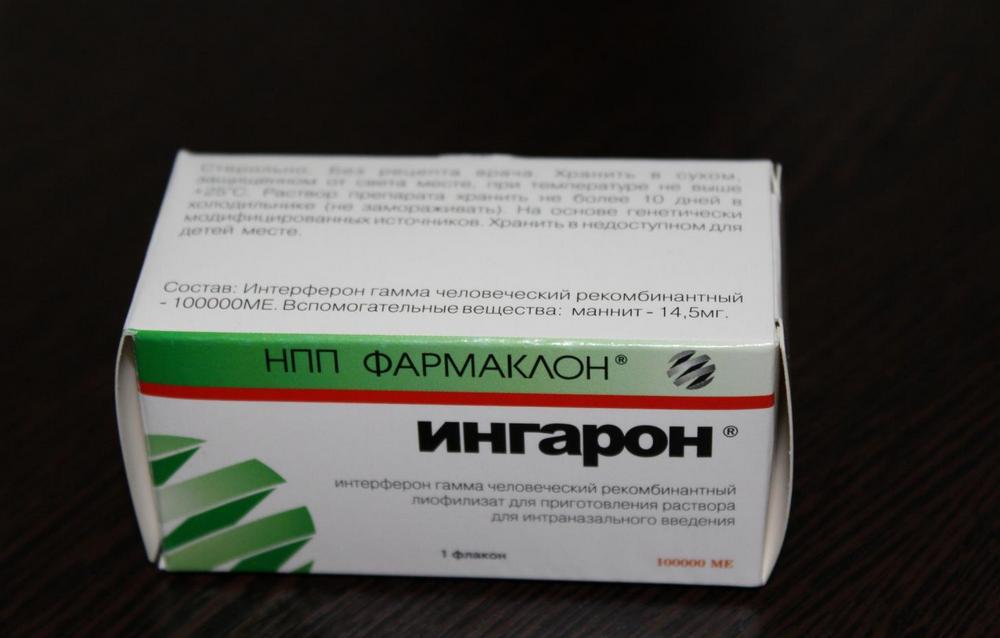 Стерильно. Без рецепта врача. Хранить в сухом,
защищенном от света месте, при температуре не выше
+25°С. Раствор препарата хранить не более 10 дней в
холодильнике (не замораживать). На основе генетически
модифицированных источников. Хранить в недоступном для
детей месте.
Состав: Интерферон гамма человеческий рекомбинантный
- 100000МЕ. Вспомогательные вещества: маннит - 14,5мг.
НПП ФАРМАКЛОН®
ингарон®
интерферон гамма человеческий рекомбинантный
лиофилизат для приготовления раствора
для интраназального введения
1 флакон
100000 МЕ